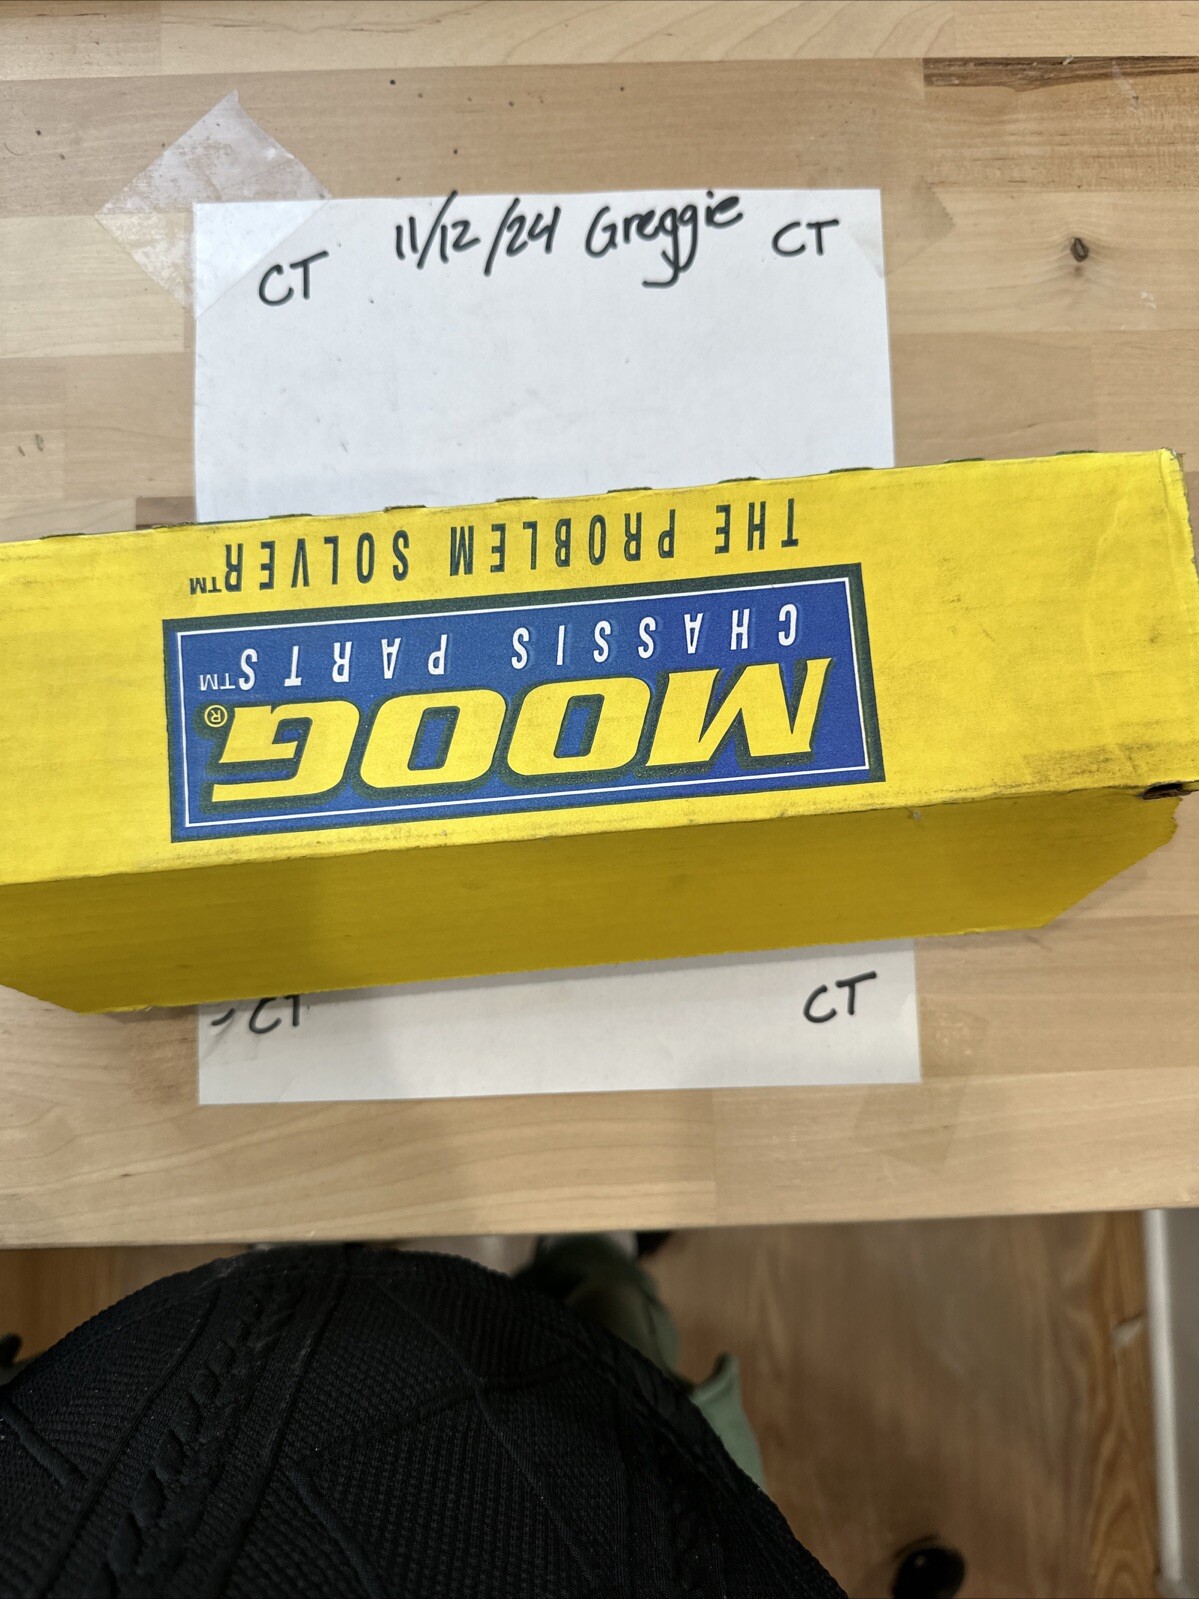 11/12/24 Greggie
CT
CT
MOOG®
CHASSIS PARTS™
THE PROBLEM SOLVER™
CT
CT